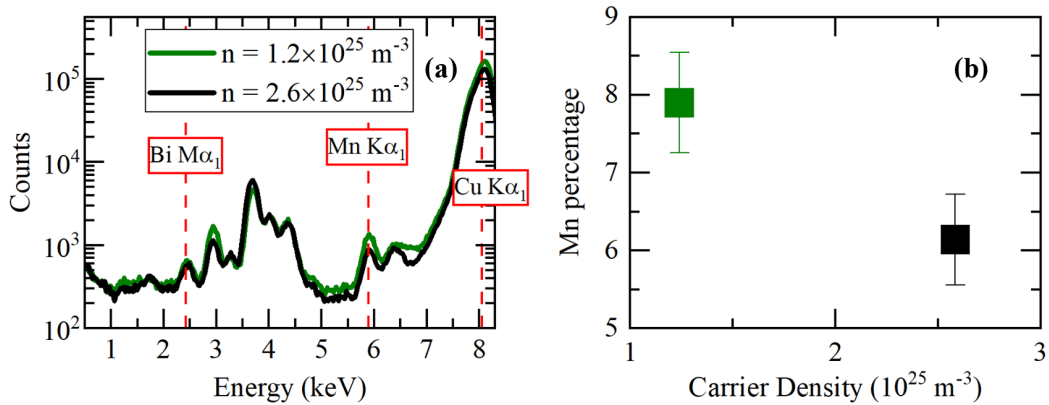 n = 1.2×10²⁵ m⁻³
n = 2.6×10²⁵ m⁻³
(a)
Bi Mα₁
Mn Kα₁
Cu Kα₁
Counts
10⁵
10⁴
10³
10²
1 2 3 4 5 6 7 8
Energy (keV)
(b)
Mn percentage
9
8
7
6
5
1 2 3
Carrier Density (10²⁵ m⁻³)